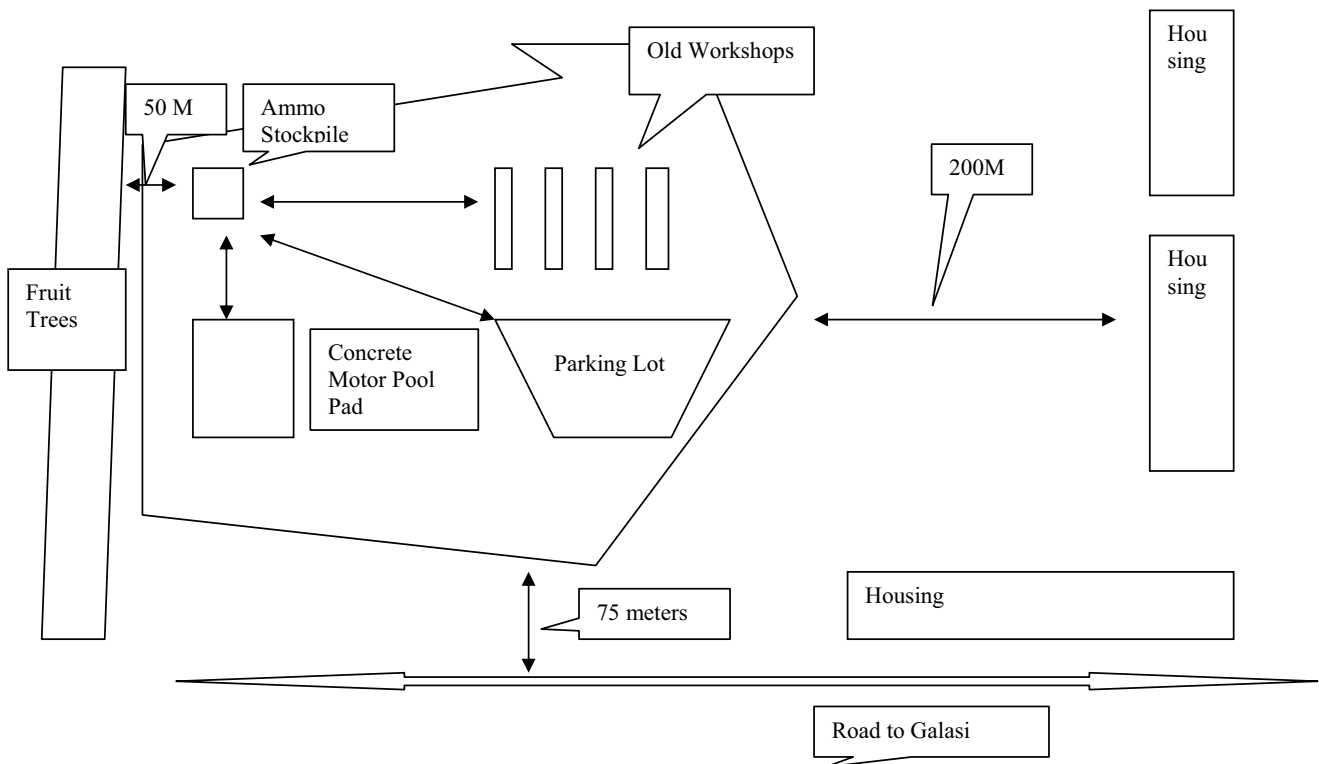 Old Workshops
Hou
sing
50 M
Ammo
Stockpile
200M
Hou
sing
Fruit
Trees
Concrete
Motor Pool
Pad
Parking Lot
75 meters
Housing
Road to Galasi